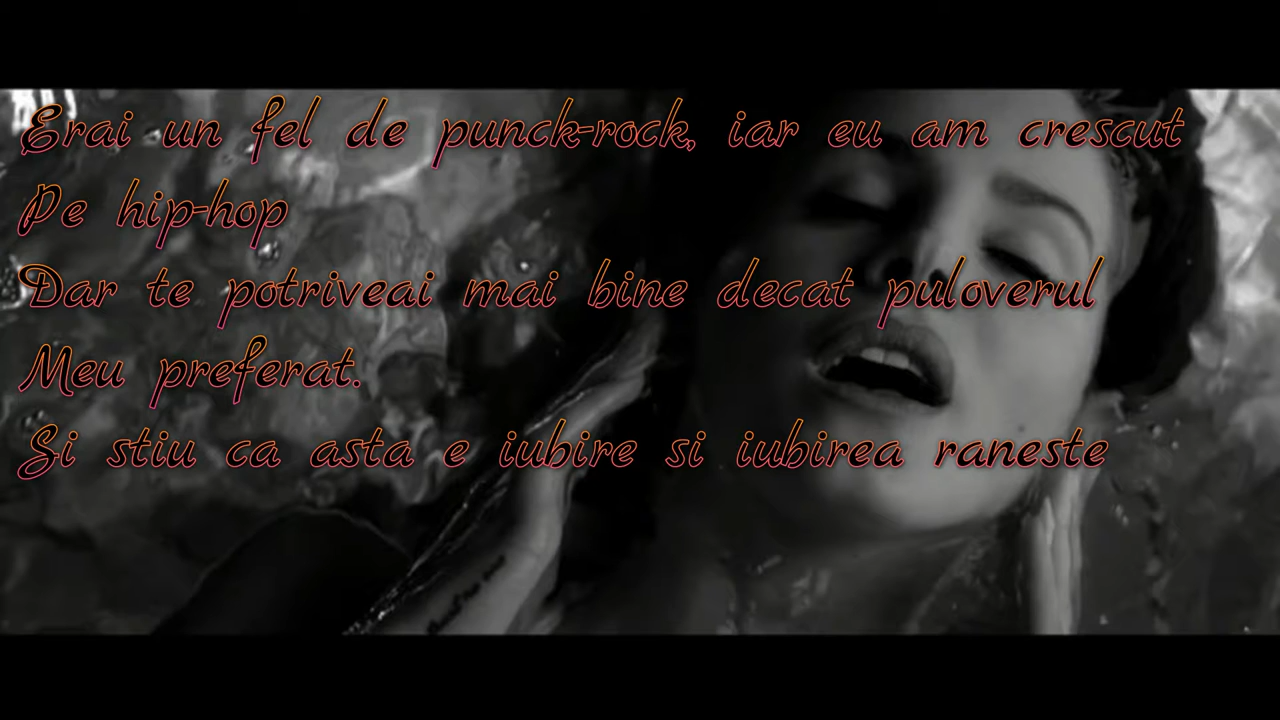 Erai un fel de punck-rock, iar eu am crescut
Pe hip-hop
Dar te potriveai mai bine decat puloverul
Meu preferat.
Si stiu ca asta e iubire si iubirea raneste